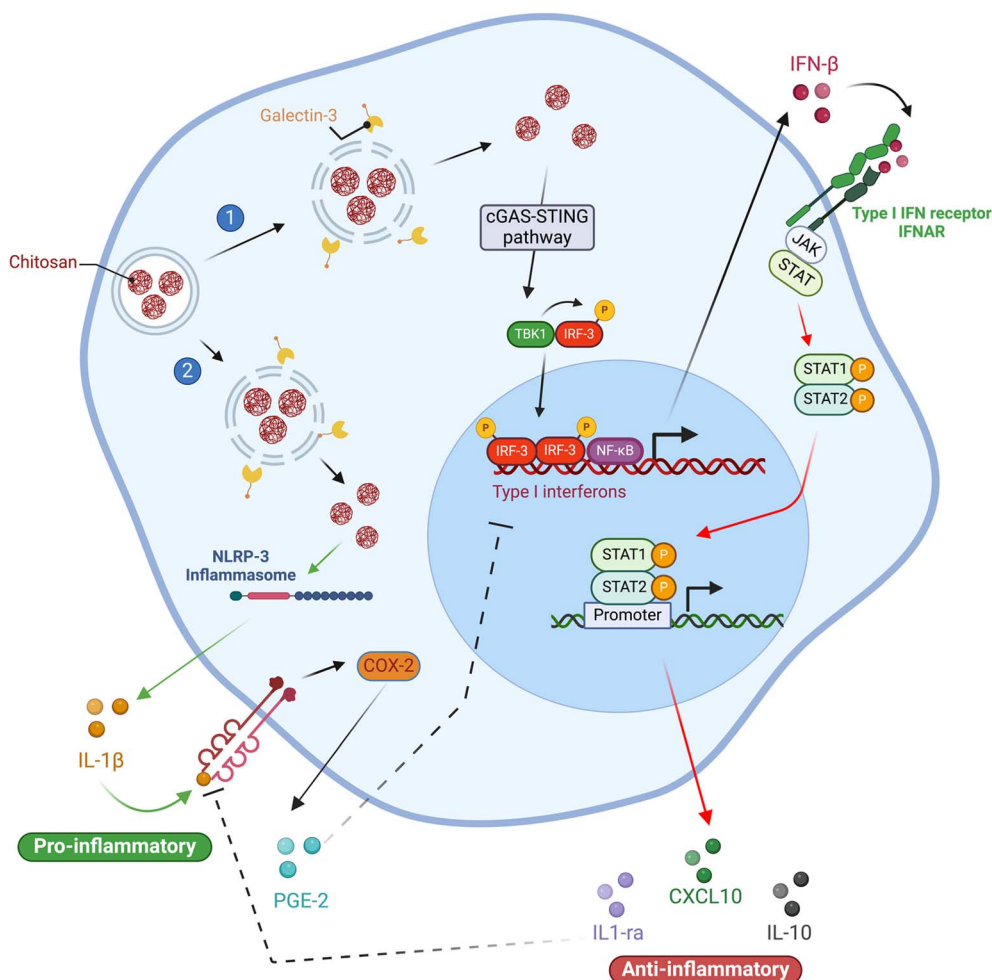 IFN-β
Galectin-3
Type I IFN receptor
IFNAR
1
cGAS-STING
pathway
JAK
STAT
Chitosan
P
TBK1
IRF-3
2
STAT1
P
STAT2
P
P
P
IRF-3
IRF-3
NF-κB
Type I interferons
NLRP-3
Inflammasome
STAT1
P
STAT2
P
Promoter
COX-2
IL-1β
Pro-inflammatory
PGE-2
CXCL10
IL1-ra
IL-10
Anti-inflammatory